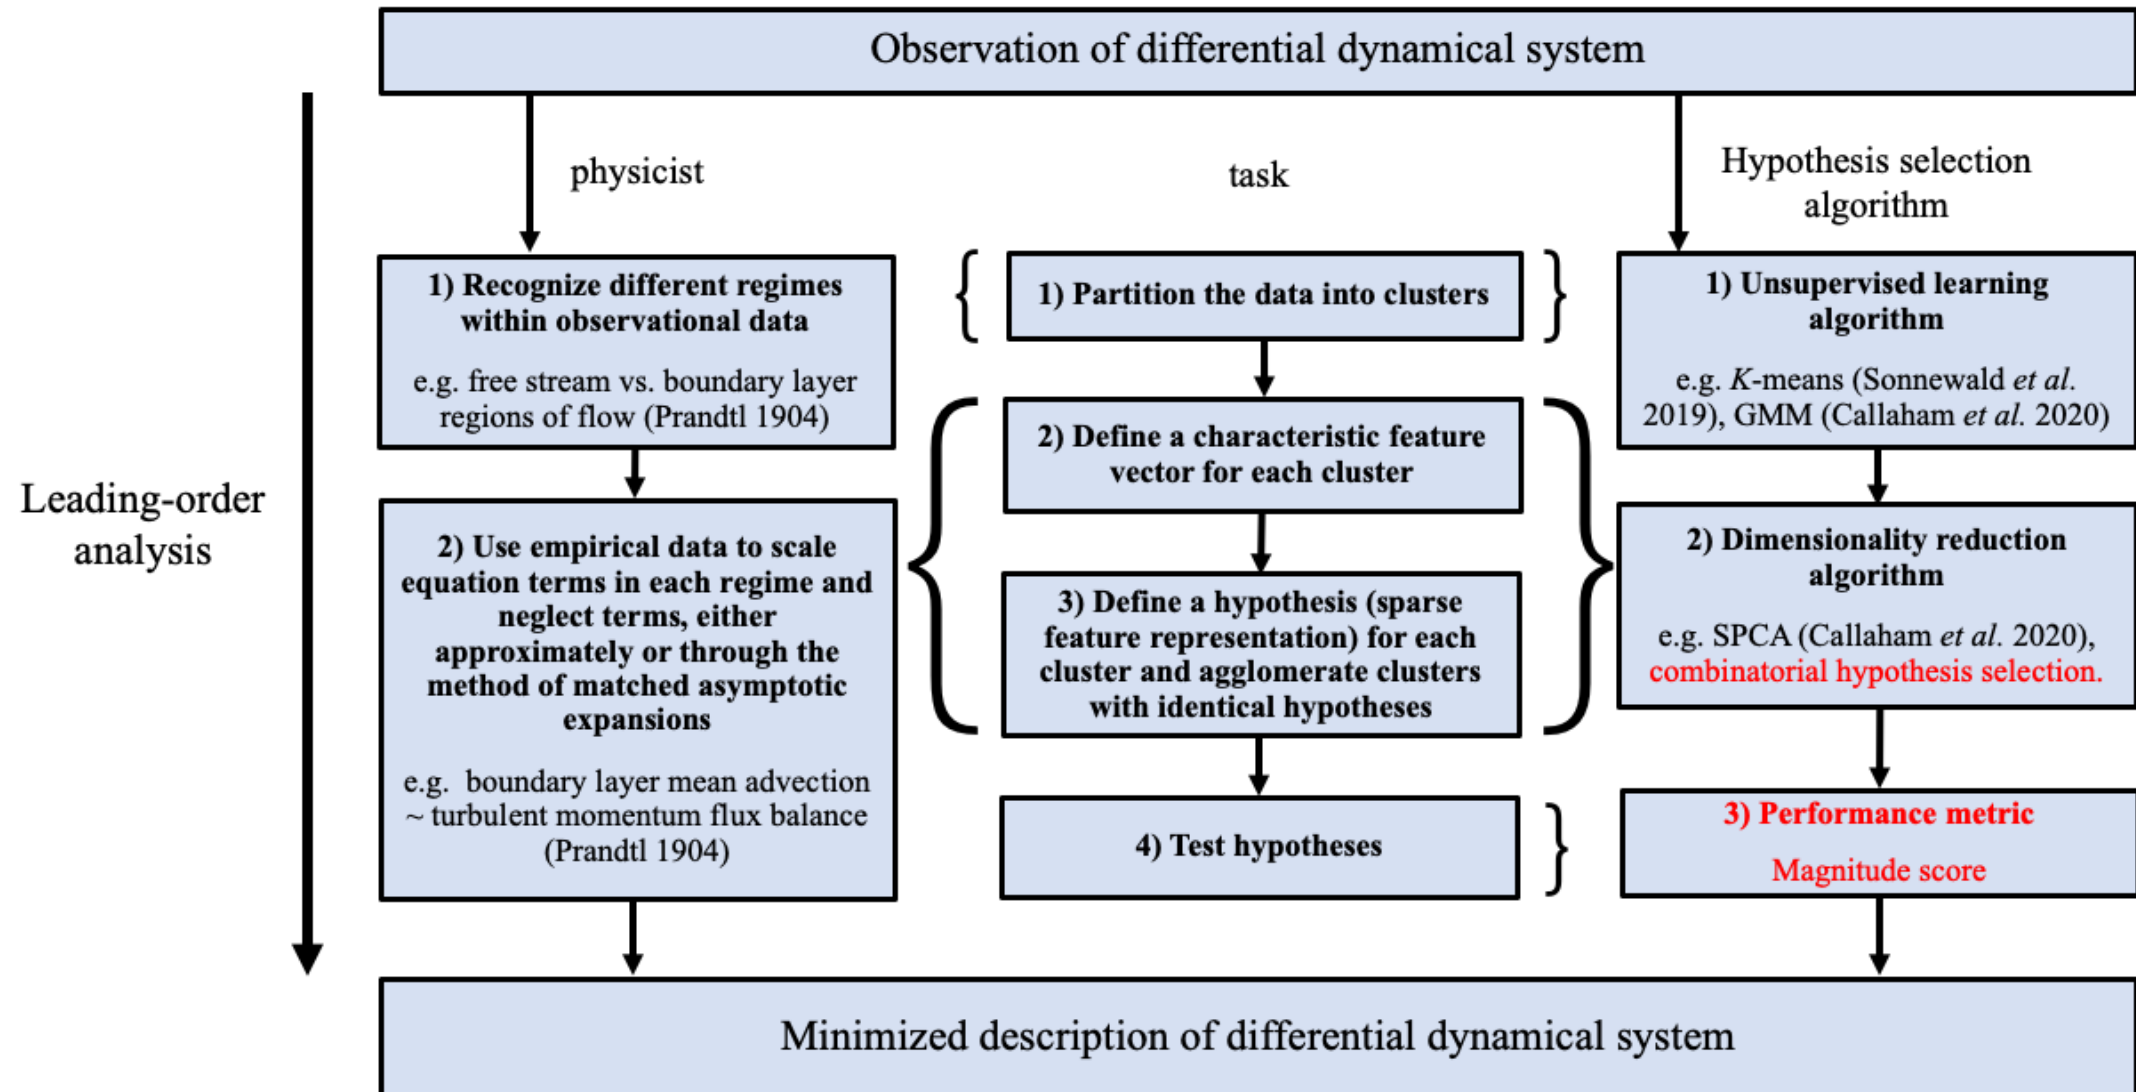 Observation of differential dynamical system
physicist
task
Hypothesis selection
algorithm
Leading-order
analysis
1) Recognize different regimes
within observational data
e.g. free stream vs. boundary layer
regions of flow (Prandtl 1904)
2) Use empirical data to scale
equation terms in each regime and
neglect terms, either
approximately or through the
method of matched asymptotic
expansions
e.g. boundary layer mean advection
~ turbulent momentum flux balance
(Prandtl 1904)
1) Partition the data into clusters
2) Define a characteristic feature
vector for each cluster
3) Define a hypothesis (sparse
feature representation) for each
cluster and agglomerate clusters
with identical hypotheses
4) Test hypotheses
1) Unsupervised learning
algorithm
e.g. K-means (Sonnewald et al.
2019), GMM (Callaham et al. 2020)
2) Dimensionality reduction
algorithm
e.g. SPCA (Callaham et al. 2020),
combinatorial hypothesis selection.
3) Performance metric
Magnitude score
Minimized description of differential dynamical system